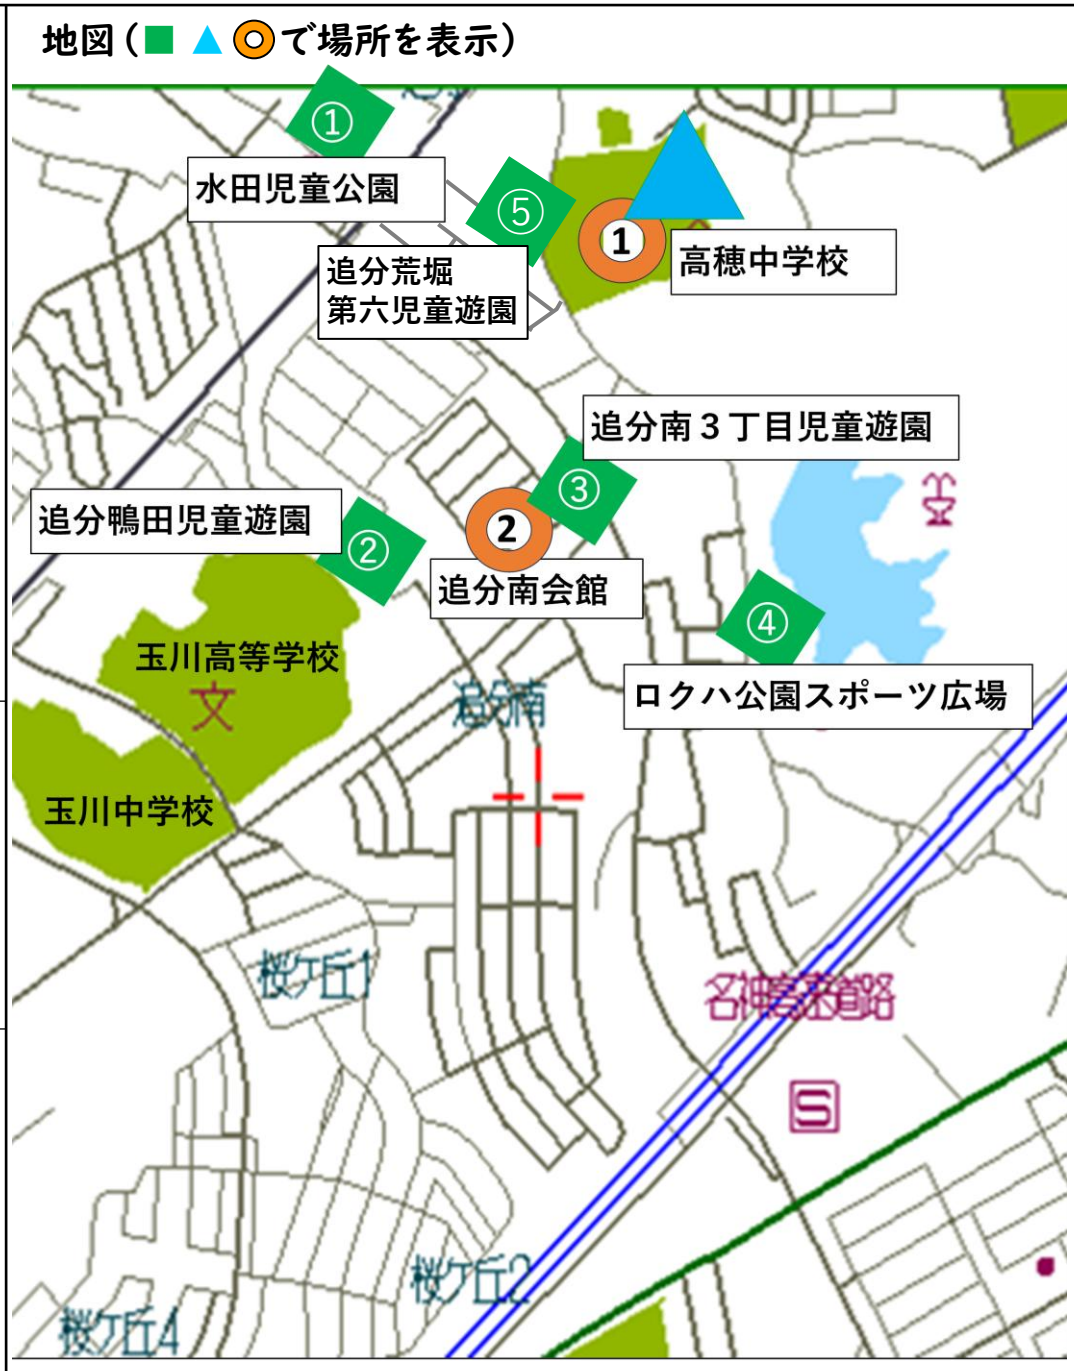 地図(■ ▲ ◎で場所を表示)
①
水田児童公園
⑤
1
高穂中学校
追分荒堀
第六児童遊園
追分南3丁目児童遊園
③
追分鴨田児童遊園
②
2
追分南会館
④
玉川高等学校
文
ロクハ公園スポーツ広場
追分南
玉川中学校
桜ケ丘1
名神高速道路
S
桜ケ丘2
桜ケ丘4